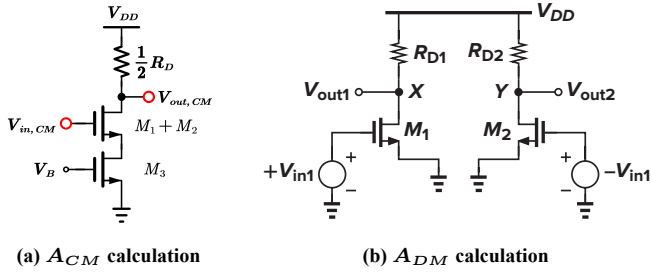 V_DD
½ R_D
V_out,CM
V_in,CM
M_1 + M_2
V_B
M_3
(a) A_CM calculation
V_DD
R_D1
R_D2
V_out1
X
Y
V_out2
M_1
M_2
+V_in1
+
−
+
−
−V_in1
(b) A_DM calculation